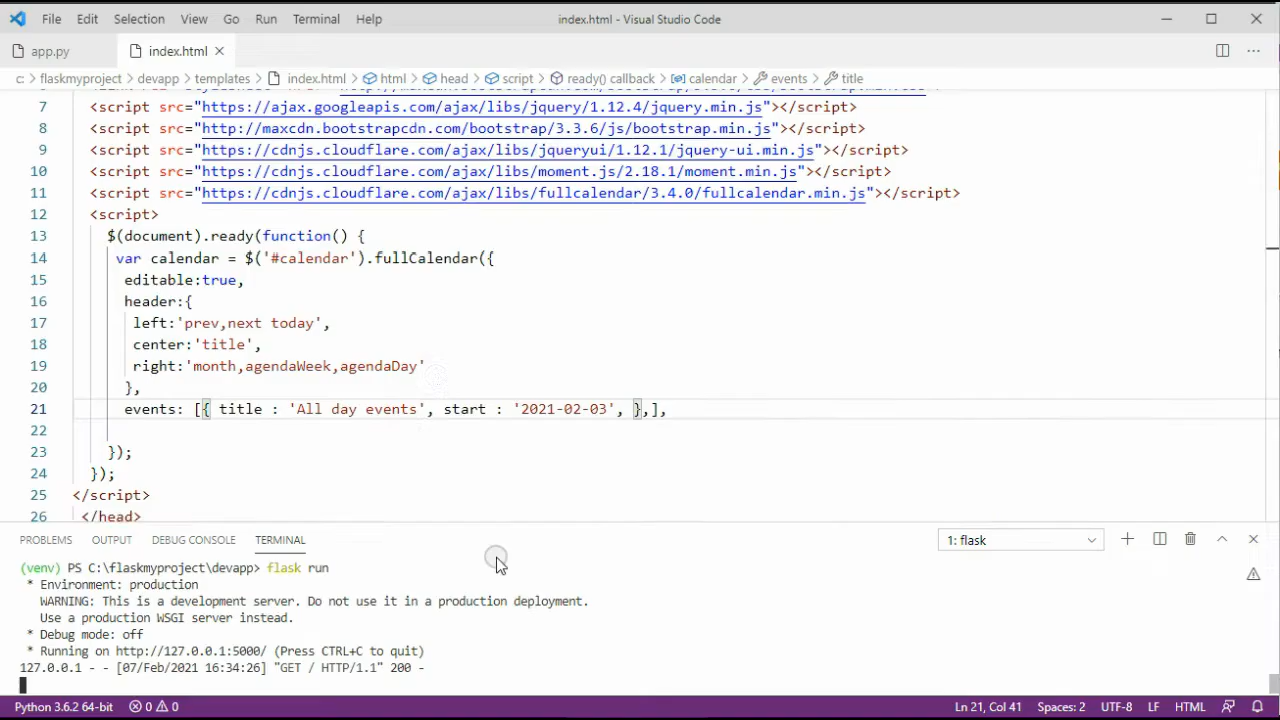 File Edit Selection View Go Run Terminal Help index.html - Visual Studio Code
app.py index.html
c: > flaskmyproject > devapp > templates > index.html > html > head > script > ready() callback > calendar > events > title
7 <script src="https://ajax.googleapis.com/ajax/libs/jquery/1.12.4/jquery.min.js"></script>
8 <script src="http://maxcdn.bootstrapcdn.com/bootstrap/3.3.6/js/bootstrap.min.js"></script>
9 <script src="https://cdnjs.cloudflare.com/ajax/libs/jqueryui/1.12.1/jquery-ui.min.js"></script>
10 <script src="https://cdnjs.cloudflare.com/ajax/libs/moment.js/2.18.1/moment.min.js"></script>
11 <script src="https://cdnjs.cloudflare.com/ajax/libs/fullcalendar/3.4.0/fullcalendar.min.js"></script>
12 <script>
13 $(document).ready(function() {
14 var calendar = $('#calendar').fullCalendar({
15 editable:true,
16 header:{
17 left:'prev,next today',
18 center:'title',
19 right:'month,agendaWeek,agendaDay'
20 },
21 events: [{ title : 'All day events', start : '2021-02-03', },],
22
23 });
24 });
25 </script>
26 </head>
PROBLEMS OUTPUT DEBUG CONSOLE TERMINAL 1: flask
(venv) PS C:\flaskmyproject\devapp> flask run
* Environment: production
WARNING: This is a development server. Do not use it in a production deployment.
Use a production WSGI server instead.
* Debug mode: off
* Running on http://127.0.0.1:5000/ (Press CTRL+C to quit)
127.0.0.1 - - [07/Feb/2021 16:34:26] "GET / HTTP/1.1" 200 -
Python 3.6.2 64-bit 0 0 Ln 21, Col 41 Spaces: 2 UTF-8 LF HTML